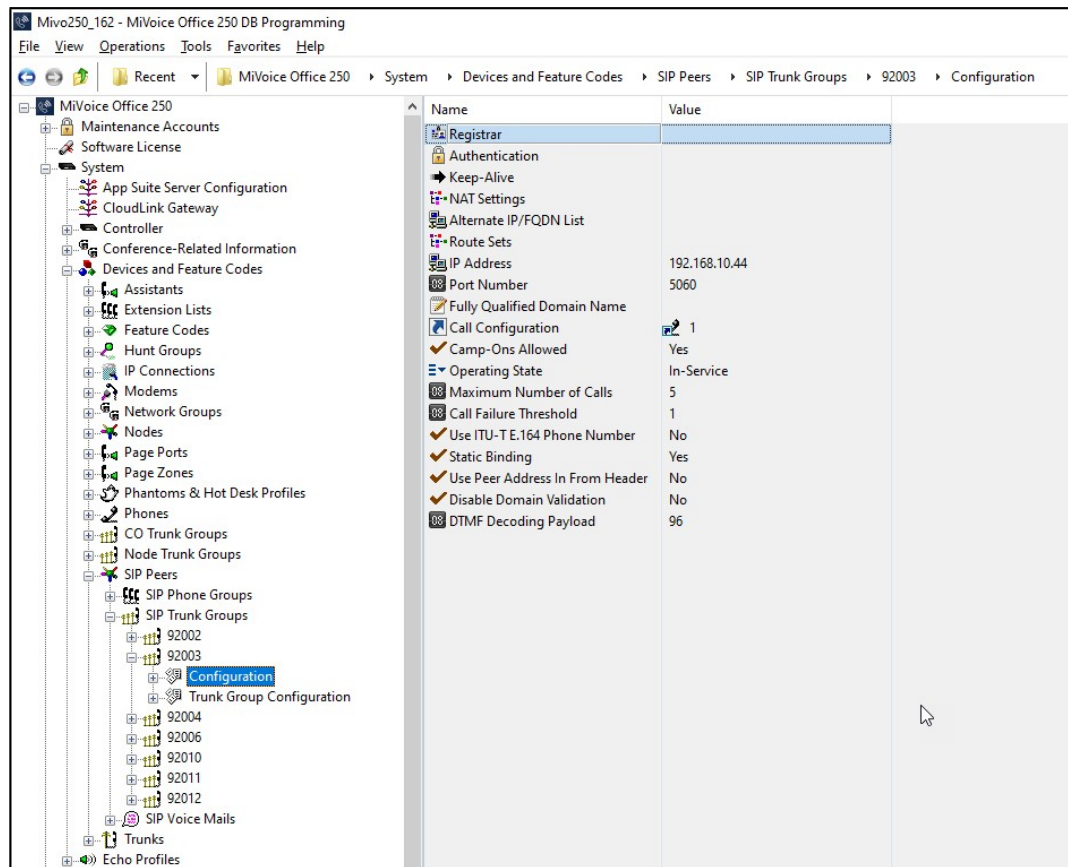 Mivo250_162 - MiVoice Office 250 DB Programming
File View Operations Tools Favorites Help
Recent MiVoice Office 250 System Devices and Feature Codes SIP Peers SIP Trunk Groups 92003 Configuration
MiVoice Office 250
Maintenance Accounts
Software License
System
App Suite Server Configuration
CloudLink Gateway
Controller
Conference-Related Information
Devices and Feature Codes
Assistants
Extension Lists
Feature Codes
Hunt Groups
IP Connections
Modems
Network Groups
Nodes
Page Ports
Page Zones
Phantoms & Hot Desk Profiles
Phones
CO Trunk Groups
Node Trunk Groups
SIP Peers
SIP Phone Groups
SIP Trunk Groups
92002
92003
Configuration
Trunk Group Configuration
92004
92006
92010
92011
92012
SIP Voice Mails
Trunks
Echo Profiles
Name Value
Registrar
Authentication
Keep-Alive
NAT Settings
Alternate IP/FQDN List
Route Sets
IP Address 192.168.10.44
Port Number 5060
Fully Qualified Domain Name
Call Configuration 1
Camp-Ons Allowed Yes
Operating State In-Service
Maximum Number of Calls 5
Call Failure Threshold 1
Use ITU-T E.164 Phone Number No
Static Binding Yes
Use Peer Address In From Header No
Disable Domain Validation No
DTMF Decoding Payload 96